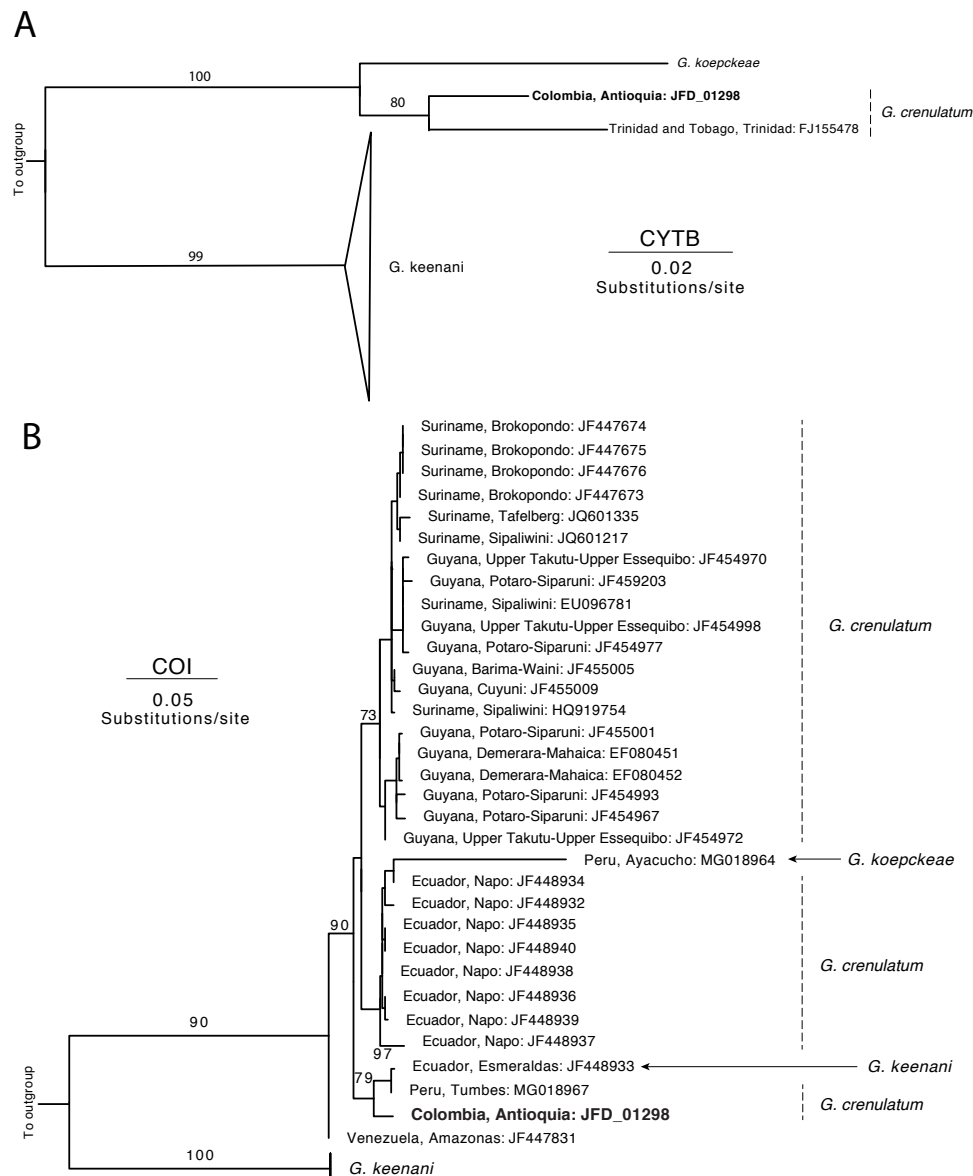 A
G. koepckeae
100
Colombia, Antioquia: JFD_01298
80
G. crenulatum
Trinidad and Tobago, Trinidad: FJ155478
To outgroup
CYTB
99
G. keenani
0.02
Substitutions/site
B
Suriname, Brokopondo: JF447674
Suriname, Brokopondo: JF447675
Suriname, Brokopondo: JF447676
Suriname, Brokopondo: JF447673
Suriname, Tafelberg: JQ601335
Suriname, Sipaliwini: JQ601217
Guyana, Upper Takutu-Upper Essequibo: JF454970
Guyana, Potaro-Siparuni: JF459203
Suriname, Sipaliwini: EU096781
Guyana, Upper Takutu-Upper Essequibo: JF454998
G. crenulatum
Guyana, Potaro-Siparuni: JF454977
COI
Guyana, Barima-Waini: JF455005
Guyana, Cuyuni: JF455009
0.05
Suriname, Sipaliwini: HQ919754
Substitutions/site
73
Guyana, Potaro-Siparuni: JF455001
Guyana, Demerara-Mahaica: EF080451
Guyana, Demerara-Mahaica: EF080452
Guyana, Potaro-Siparuni: JF454993
Guyana, Potaro-Siparuni: JF454967
Guyana, Upper Takutu-Upper Essequibo: JF454972
Peru, Ayacucho: MG018964
G. koepckeae
Ecuador, Napo: JF448934
Ecuador, Napo: JF448932
Ecuador, Napo: JF448935
90
Ecuador, Napo: JF448940
Ecuador, Napo: JF448938
G. crenulatum
Ecuador, Napo: JF448936
Ecuador, Napo: JF448939
90
Ecuador, Napo: JF448937
97
Ecuador, Esmeraldas: JF448933
G. keenani
79
Peru, Tumbes: MG018967
To outgroup
G. crenulatum
Colombia, Antioquia: JFD_01298
Venezuela, Amazonas: JF447831
100
G. keenani